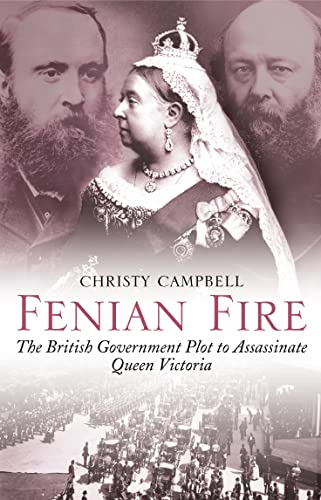 CHRISTY CAMPBELL
FENIAN FIRE
The British Government Plot to Assassinate
Queen Victoria